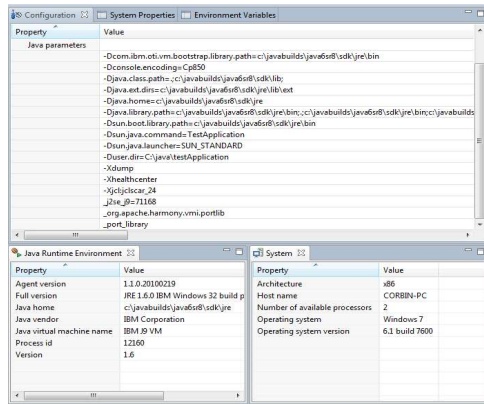 Configuration System Properties Environment Variables
Property Value
Java parameters
-Dcom.ibm.oti.vm.bootstrap.library.path=c:\javabuilds\java6sr8\sdk\jre\bin
-Dconsole.encoding=Cp850
-Djava.class.path=.;c:\javabuilds\java6sr8\sdk\lib;
-Djava.ext.dirs=c:\javabuilds\java6sr8\sdk\jre\lib\ext
-Djava.home=c:\javabuilds\java6sr8\sdk\jre
-Djava.library.path=c:\javabuilds\java6sr8\sdk\jre\bin;.;c:\javabuilds\java6sr8\sdk\jre\bin;c:\javabuilds
-Dsun.boot.library.path=c:\javabuilds\java6sr8\sdk\jre\bin
-Dsun.java.command=TestApplication
-Dsun.java.launcher=SUN_STANDARD
-Duser.dir=C:\java\testApplication
-Xdump
-Xhealthcenter
-Xjcl:jclscar_24
_j2se_j9=71168
_org.apache.harmony.vmi.portlib
_port_library
Java Runtime Environment
Property Value
Agent version 1.1.0.20100219
Full version JRE 1.6.0 IBM Windows 32 build p
Java home c:\javabuilds\java6sr8\sdk\jre
Java vendor IBM Corporation
Java virtual machine name IBM J9 VM
Process id 12160
Version 1.6
System
Property Value
Architecture x86
Host name CORBIN-PC
Number of available processors 2
Operating system Windows 7
Operating system version 6.1 build 7600